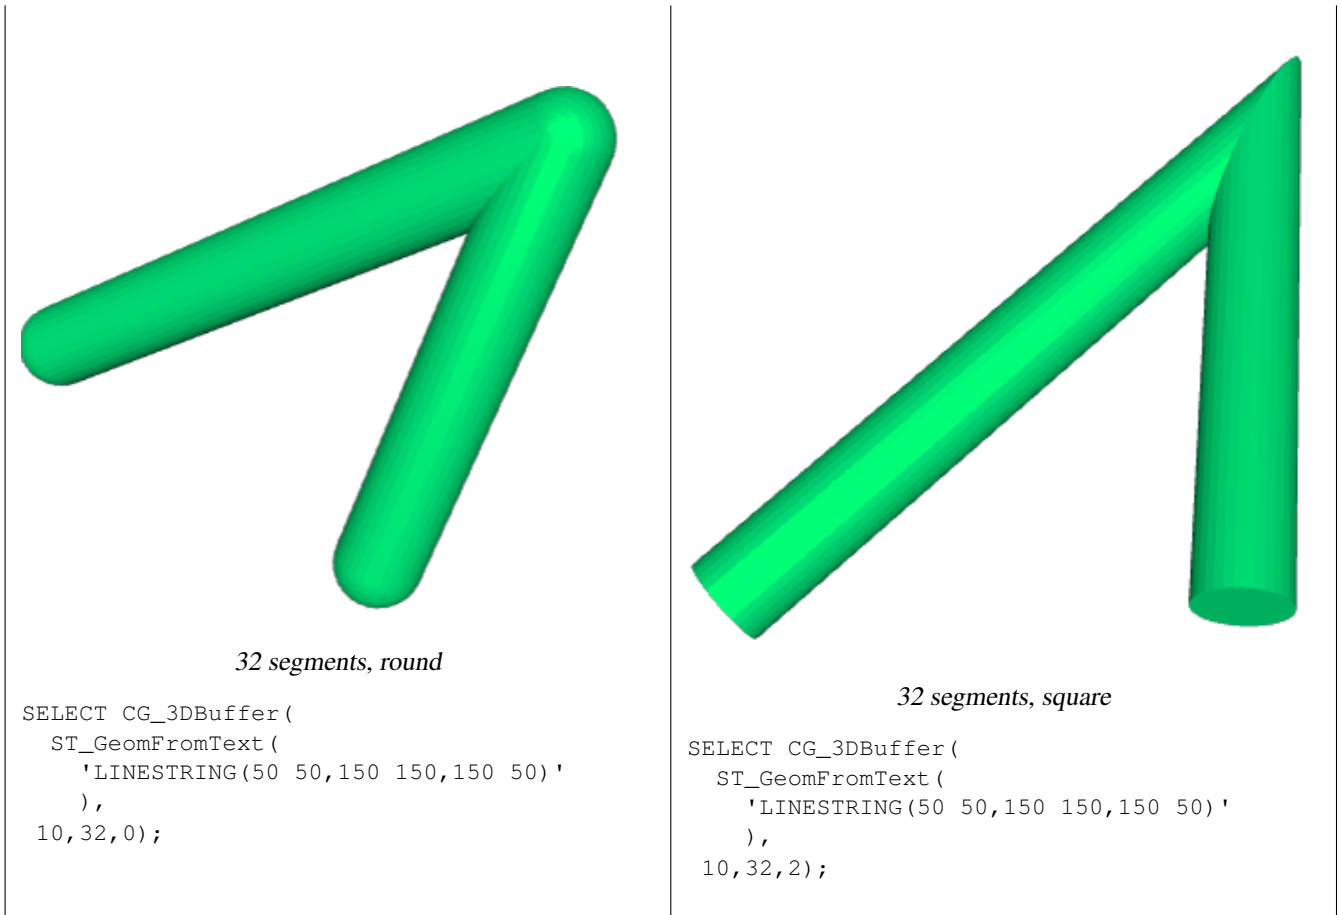 32 segments, round
SELECT CG_3DBuffer(
  ST_GeomFromText(
    'LINESTRING(50 50,150 150,150 50)'
    ),
 10,32,0);
32 segments, square
SELECT CG_3DBuffer(
  ST_GeomFromText(
    'LINESTRING(50 50,150 150,150 50)'
    ),
 10,32,2);